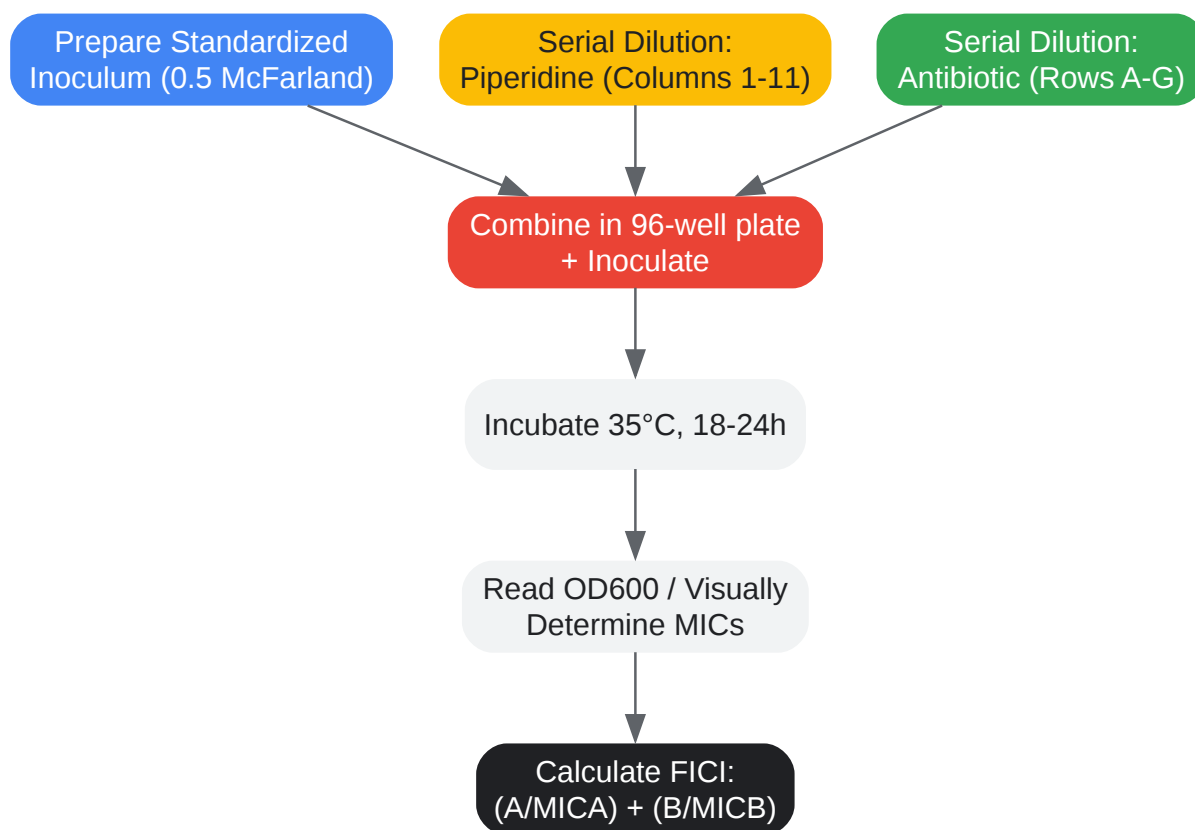 Prepare Standardized
Inoculum (0.5 McFarland)
Serial Dilution:
Piperidine (Columns 1-11)
Serial Dilution:
Antibiotic (Rows A-G)
Combine in 96-well plate
+ Inoculate
Incubate 35°C, 18-24h
Read OD600 / Visually
Determine MICs
Calculate FICI:
(A/MICA) + (B/MICB)